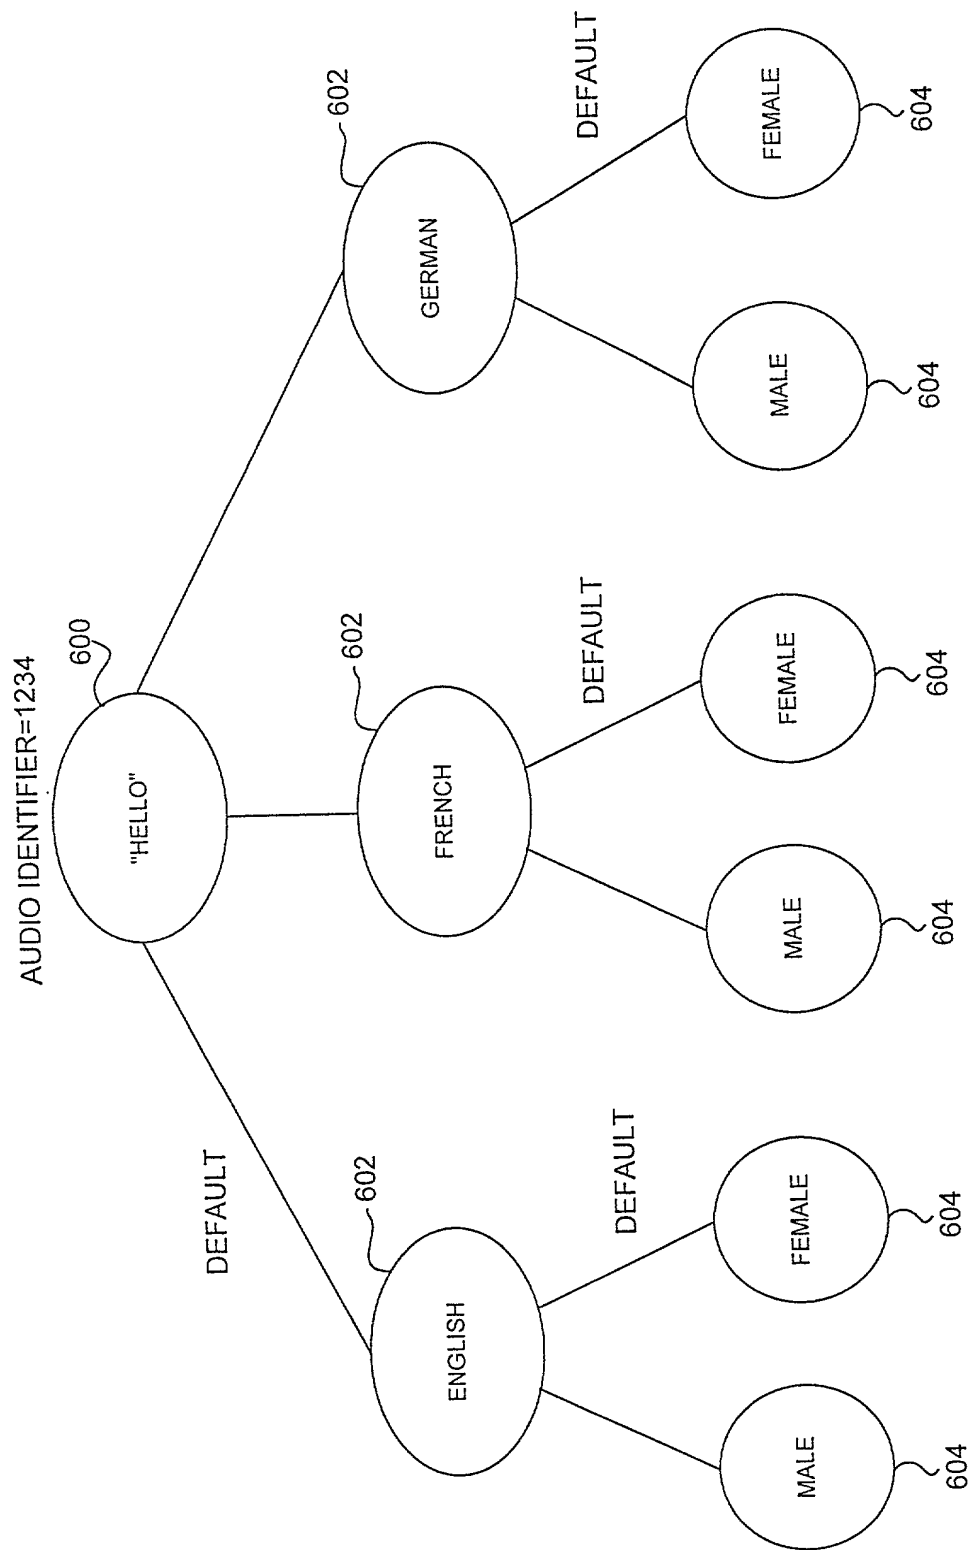 AUDIO IDENTIFIER=1234
600
"HELLO"
DEFAULT
602
602
602
ENGLISH
FRENCH
GERMAN
DEFAULT
DEFAULT
DEFAULT
MALE
FEMALE
MALE
FEMALE
MALE
FEMALE
604
604
604
604
604
604